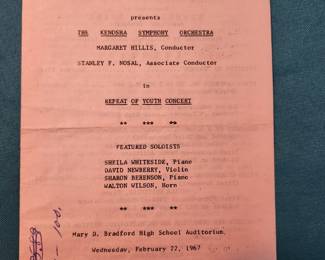 presents
THE KENOSHA SYMPHONY ORCHESTRA
MARGARET HILLIS, Conductor
STANLEY F. NOSAL, Associate Conductor
in
REPEAT OF YOUTH CONCERT
** *** **
FEATURED SOLOISTS
SHEILA WHITESIDE, Piano
DAVID NEWBERRY, Violin
SHARON BERENSON, Piano
WALTON WILSON, Horn
** *** **
Mary D. Bradford High School Auditorium
Wednesday, February 22, 1967